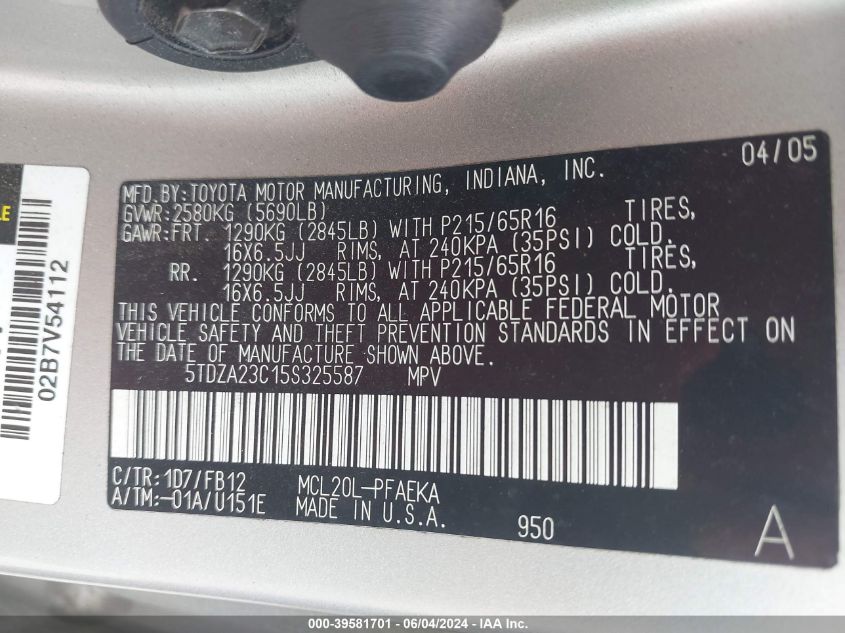 04/05
MFD.BY:TOYOTA MOTOR MANUFACTURING, INDIANA, INC.
GVWR:2580KG (5690LB)
GAWR:FRT. 1290KG (2845LB) WITH P215/65R16 TIRES,
16X6.5JJ RIMS, AT 240KPA (35PSI) COLD.
RR. 1290KG (2845LB) WITH P215/65R16 TIRES,
16X6.5JJ RIMS, AT 240KPA (35PSI) COLD.
THIS VEHICLE CONFORMS TO ALL APPLICABLE FEDERAL MOTOR
VEHICLE SAFETY AND THEFT PREVENTION STANDARDS IN EFFECT ON
THE DATE OF MANUFACTURE SHOWN ABOVE.
5TDZA23C15S325587 MPV
C/TR:1D7/FB12 MCL20L-PFAEKA
A/TM:-01A/U151E MADE IN U.S.A.
950
A
02B7V54112
000-39581701 - 06/04/2024 - IAAI Inc.